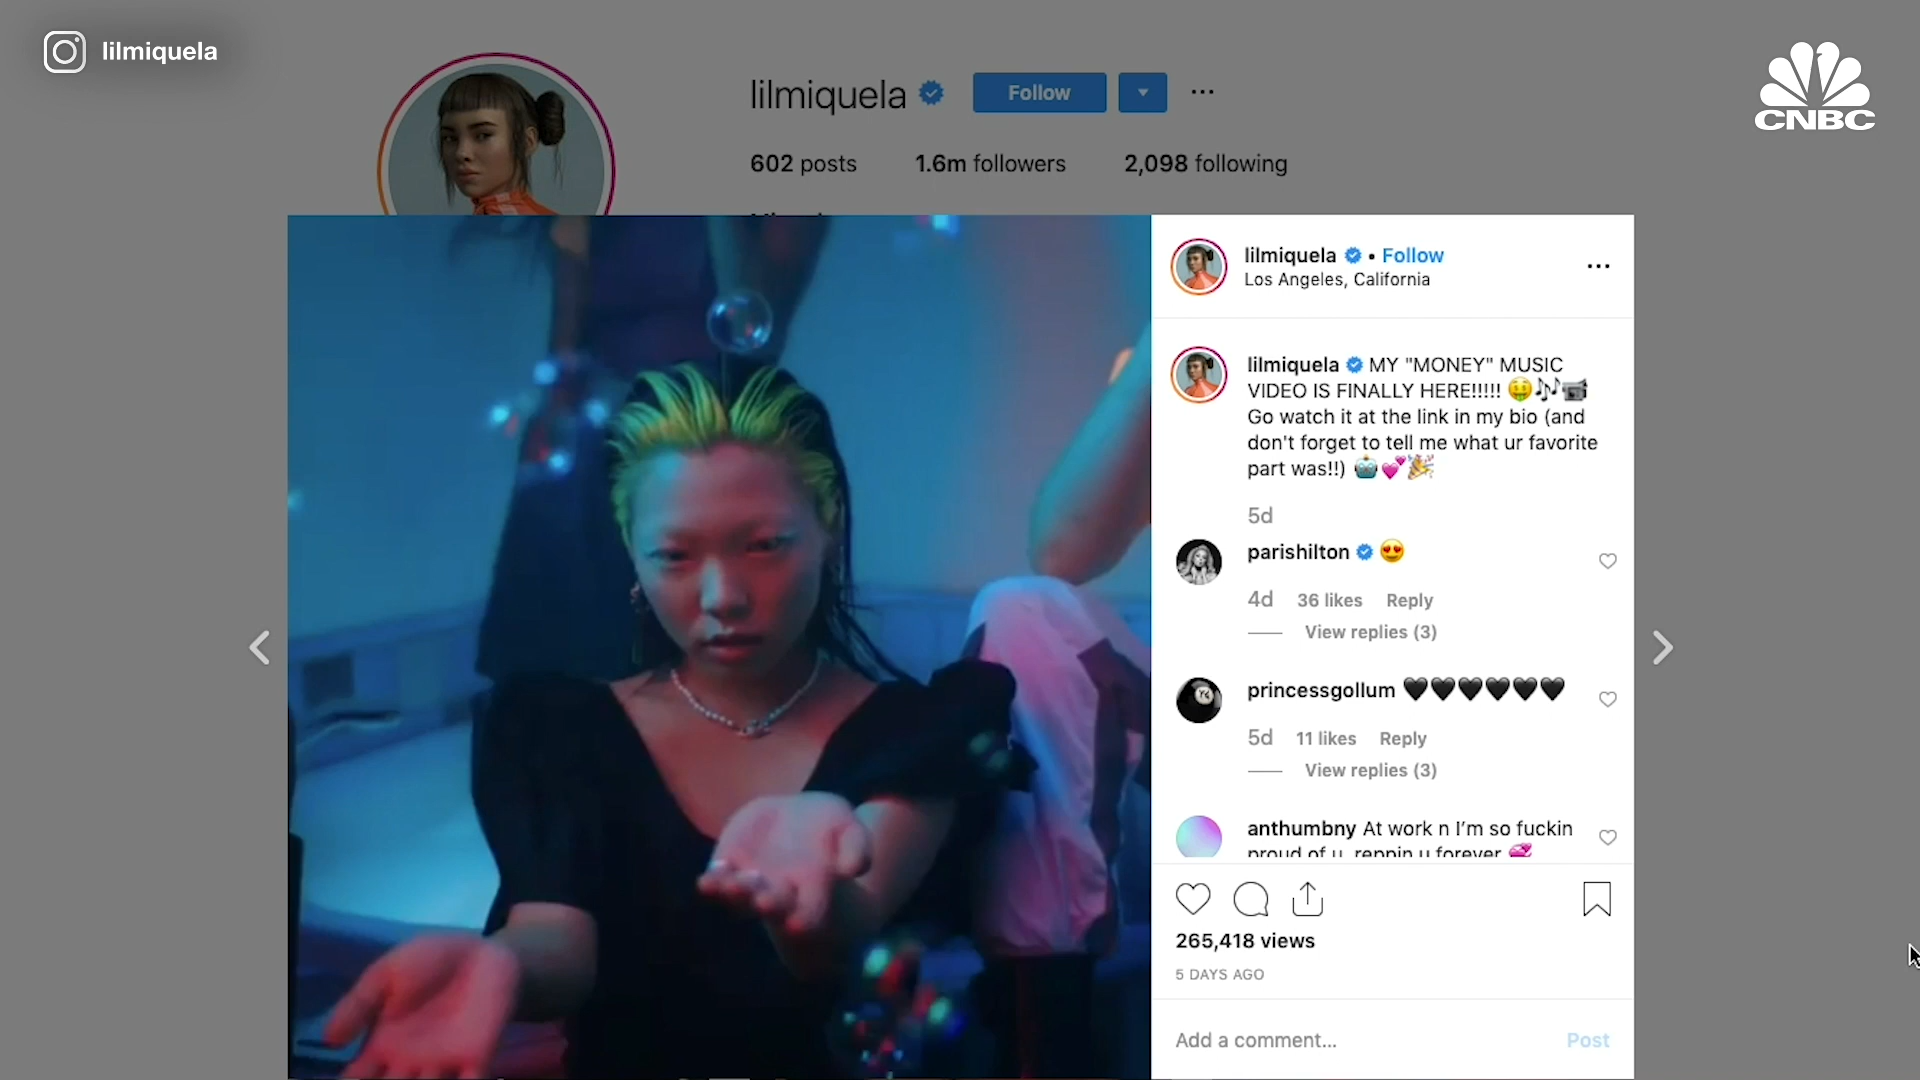 lilmiquela
CNBC
lilmiquela Follow ...
602 posts 1.6m followers 2,098 following
lilmiquela • Follow ...
Los Angeles, California
lilmiquela MY "MONEY" MUSIC
VIDEO IS FINALLY HERE!!!!! 🤑🎶📹
Go watch it at the link in my bio (and
don't forget to tell me what ur favorite
part was!!) 🤖💕🎉
5d
parishilton 😍
4d 36 likes Reply
View replies (3)
princessgollum 🖤🖤🖤🖤🖤🖤
5d 11 likes Reply
View replies (3)
anthumbny At work n I'm so fuckin
proud of u, reppin u forever 💞
265,418 views
5 DAYS AGO
Add a comment... Post